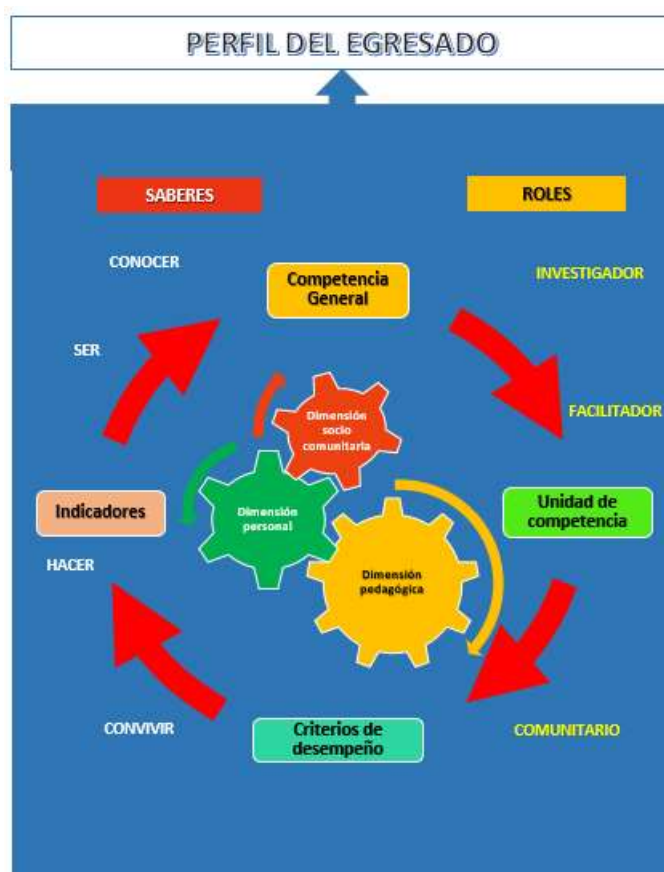 PERFIL DEL EGRESADO
SABERES
ROLES
CONOCER
Competencia
General
INVESTIGADOR
SER
FACILITADOR
Dimensión
socio
comunitaria
Indicadores
Dimensión
personal
Unidad de
competencia
HACER
Dimensión
pedagógica
CONVIVIR
Criterios de
desempeño
COMUNITARIO